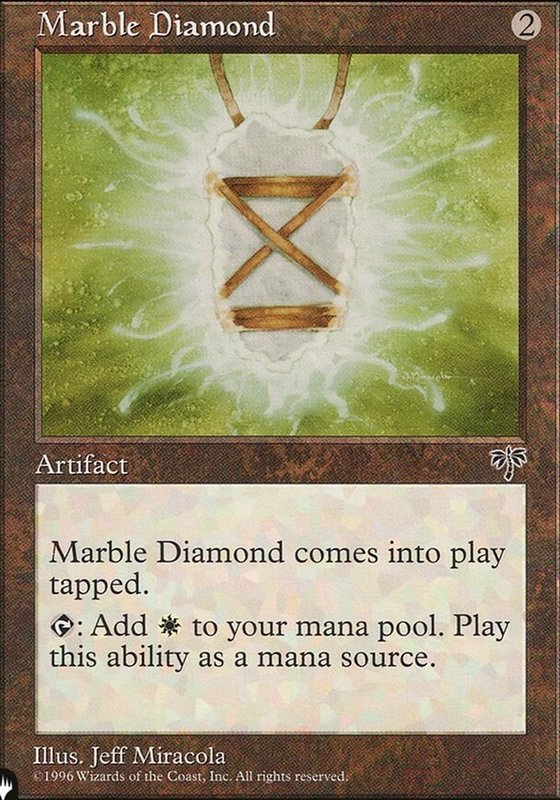 Marble Diamond 2
Artifact
Marble Diamond comes into play
tapped.
: Add to your mana pool. Play
this ability as a mana source.
Illus. Jeff Miracola
©1996 Wizards of the Coast, Inc. All rights reserved.